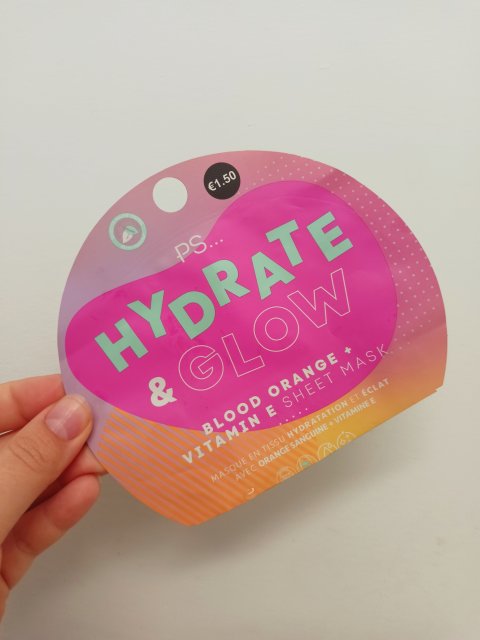 €1.50
PS...
HYDRATE
& GLOW
BLOOD ORANGE +
VITAMIN E SHEET MASK
MASQUE EN TISSU HYDRATATION ET ÉCLAT
AVEC ORANGE SANGUINE + VITAMINE E